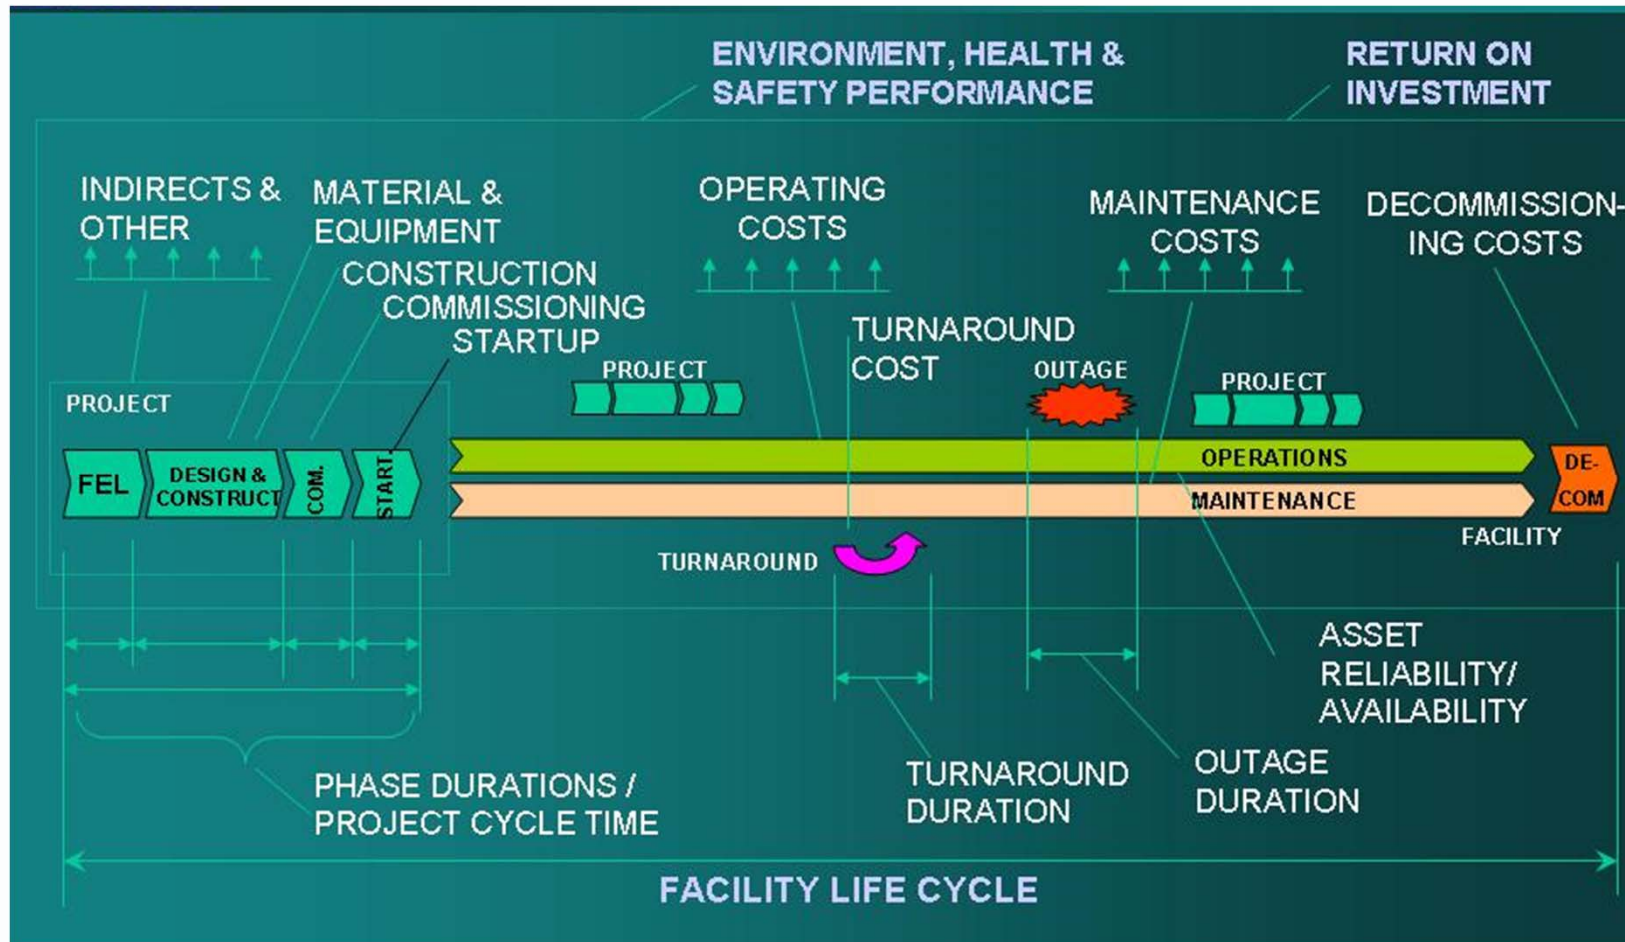 ENVIRONMENT, HEALTH &
SAFETY PERFORMANCE
RETURN ON
INVESTMENT
INDIRECTS &
OTHER
MATERIAL &
EQUIPMENT
CONSTRUCTION
COMMISSIONING
STARTUP
OPERATING
COSTS
MAINTENANCE
COSTS
DECOMMISSION-
ING COSTS
TURNAROUND
COST
PROJECT
OUTAGE
PROJECT
PROJECT
FEL
DESIGN &
CONSTRUCT
COM.
START.
OPERATIONS
MAINTENANCE
DE-
COM
FACILITY
TURNAROUND
ASSET
RELIABILITY/
AVAILABILITY
PHASE DURATIONS /
PROJECT CYCLE TIME
TURNAROUND
DURATION
OUTAGE
DURATION
FACILITY LIFE CYCLE